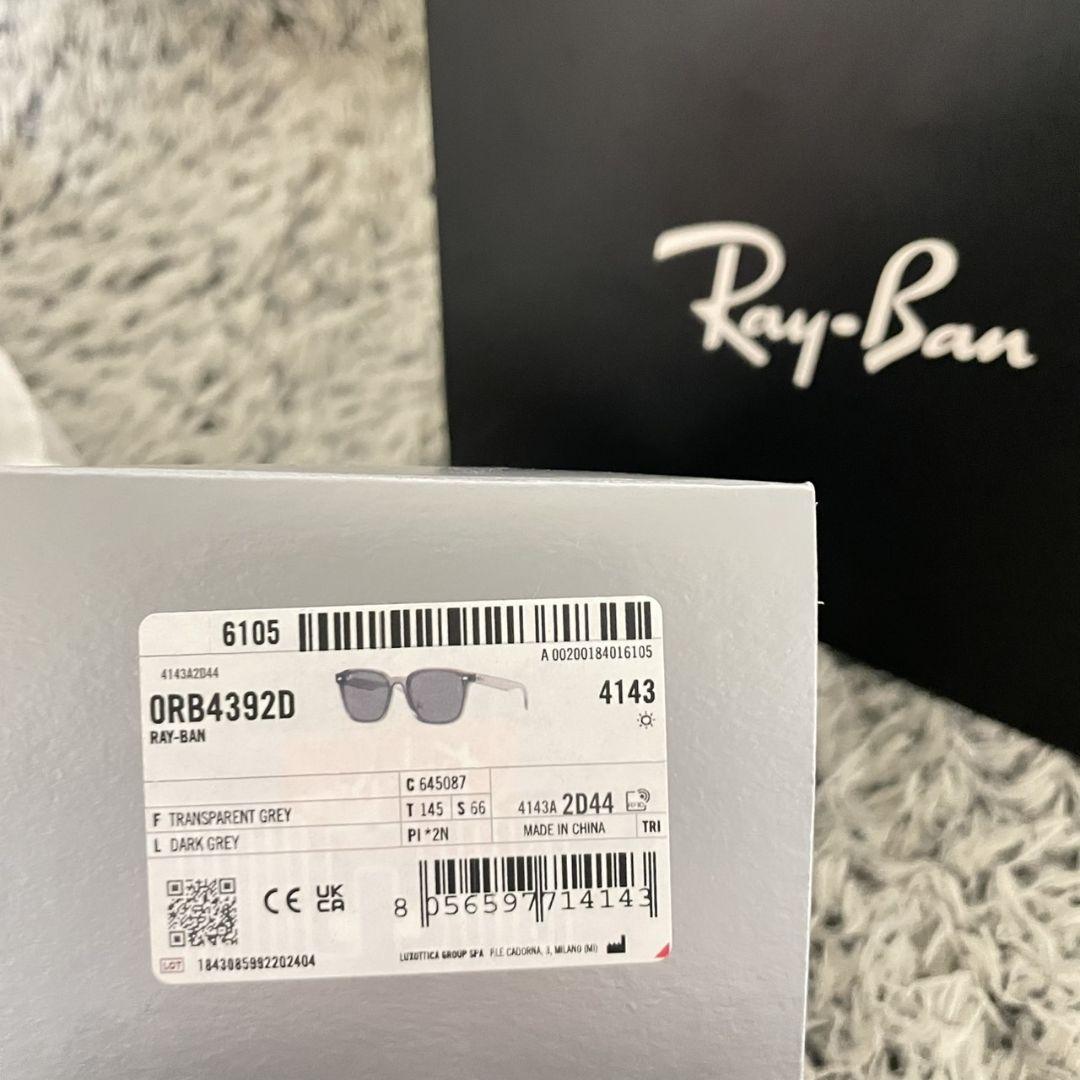 Ray-Ban
6105
A 00200184016105
4143A2D44
0RB4392D
4143
RAY-BAN
C 645087
F TRANSPARENT GREY
T 145 S 66
4143A 2D44
L DARK GREY
PI *2N
MADE IN CHINA
TRI
CE UKCA
8 056597 714143
LUXOTTICA GROUP SPA P.LE CADORNA, 3, MILANO (MI)
LOT 1843085992202404